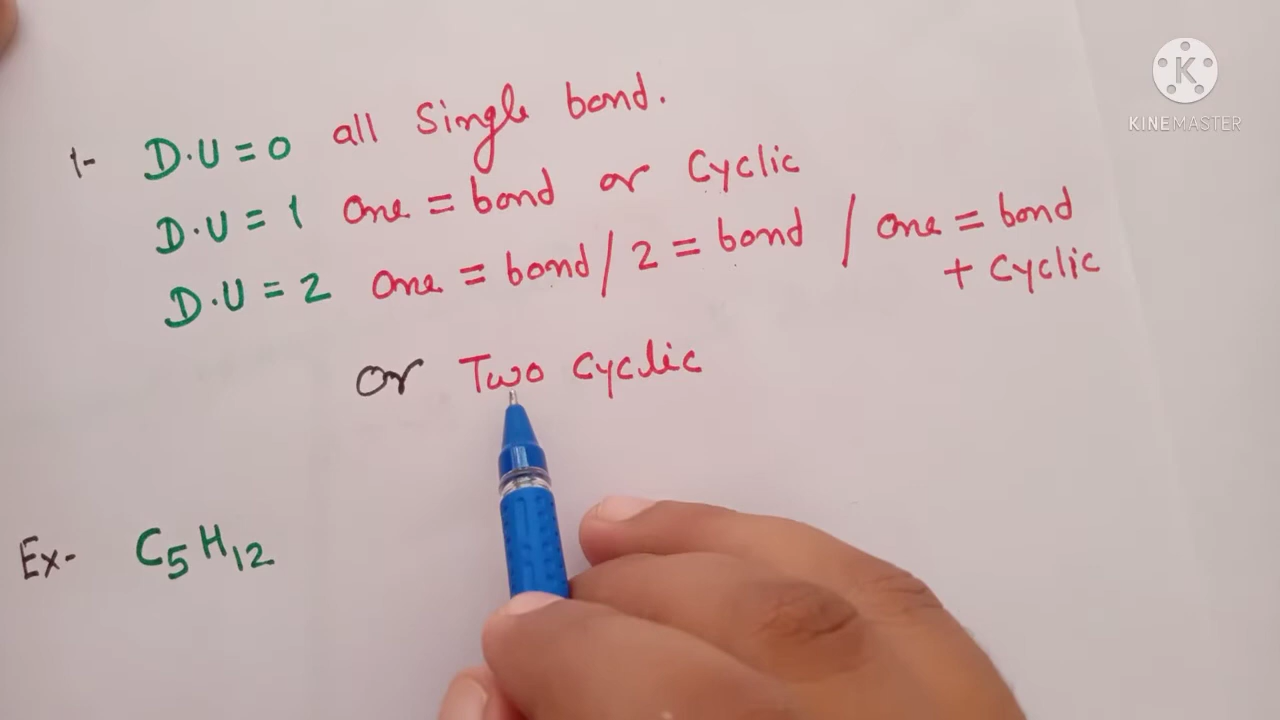 1- D.U = 0 all Single bond.
D.U = 1 One = bond or Cyclic
D.U = 2 One = bond / 2 = bond / One = bond
+ Cyclic
Or Two Cyclic
Ex- C5H12
KINEMASTER